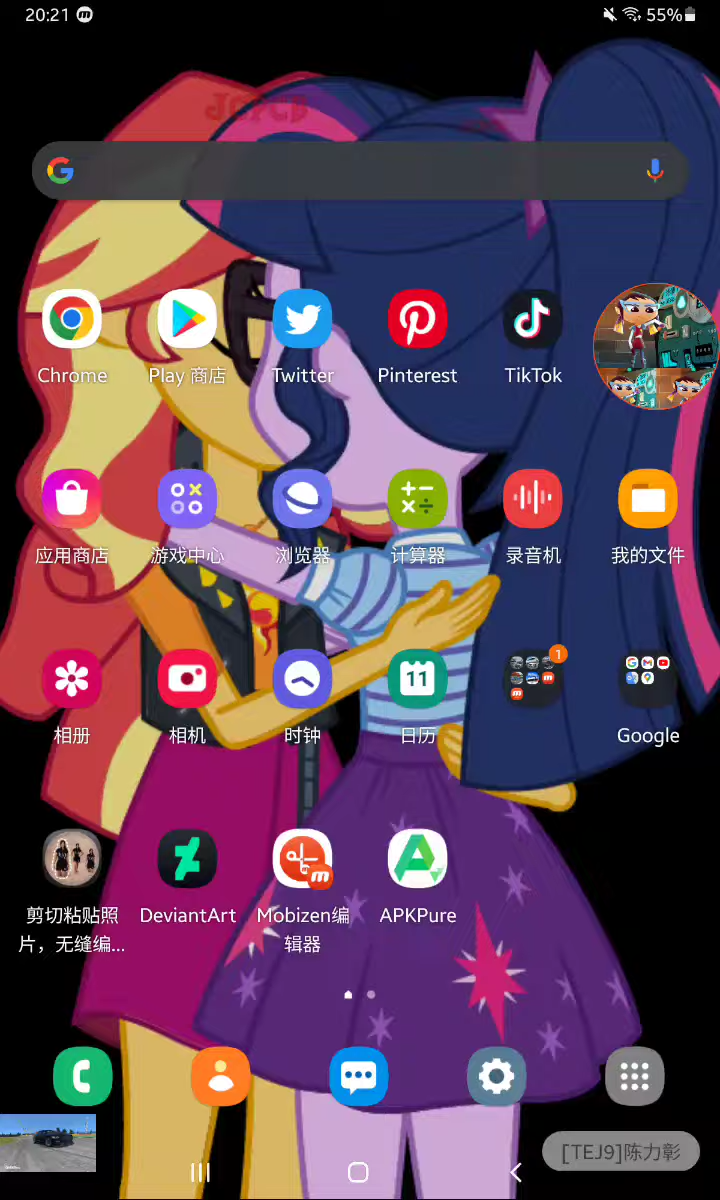 20:21
55%
JCPCD
Chrome
Play 商店
Twitter
Pinterest
TikTok
应用商店
游戏中心
浏览器
计算器
录音机
我的文件
11
1
相册
相机
时钟
日历
Google
剪切粘贴照
片，无缝编...
DeviantArt
Mobizen编
辑器
APKPure
[TEJ9]陈力彰